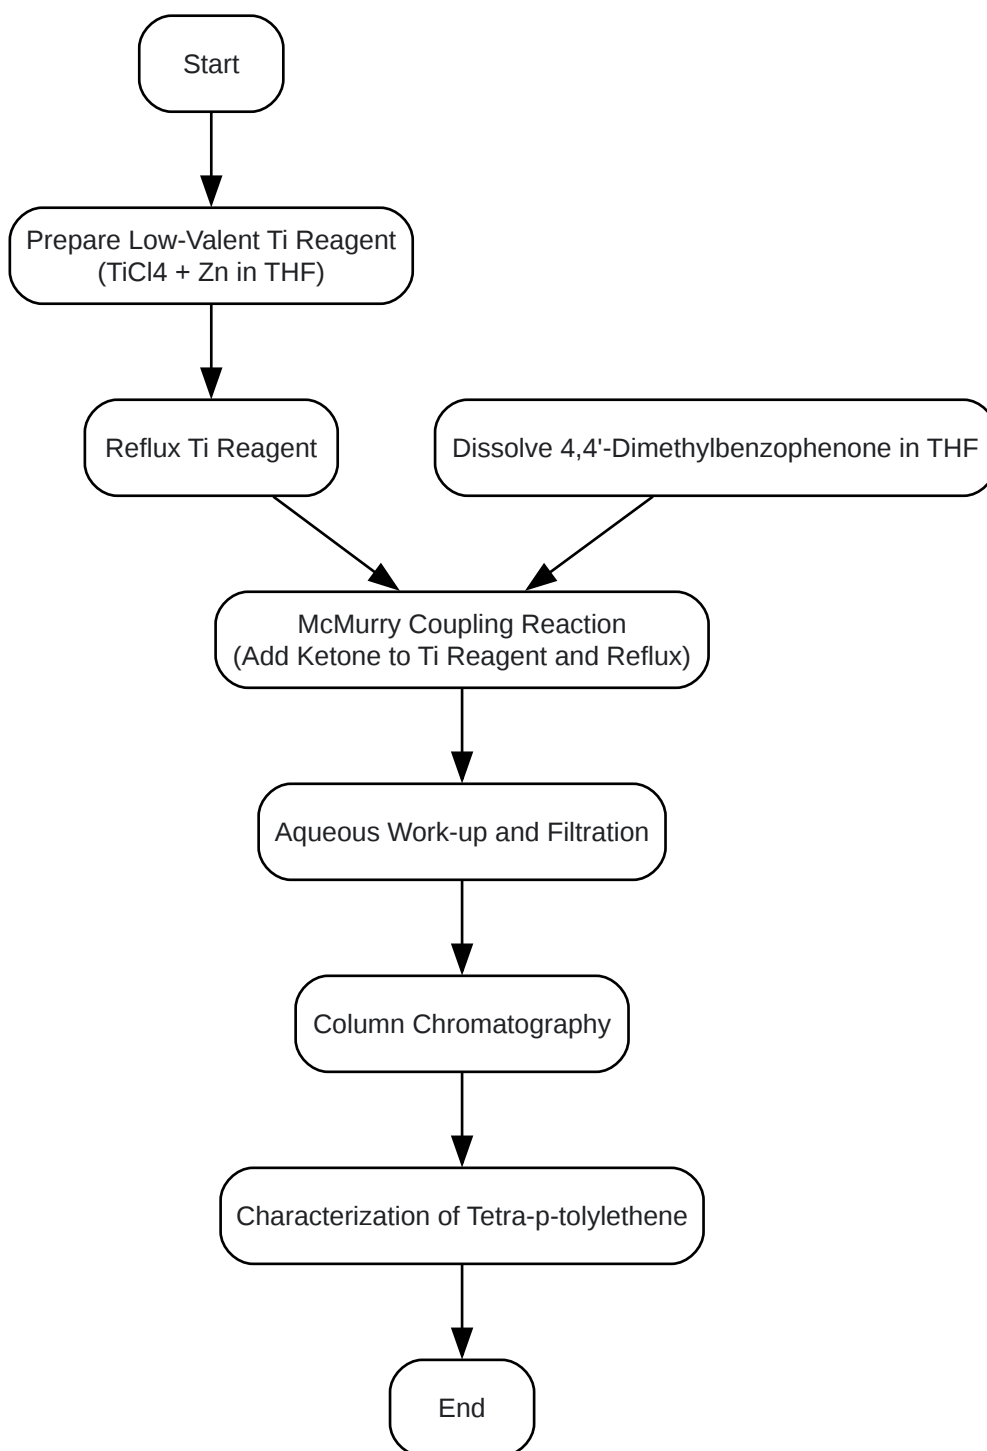 Start
Prepare Low-Valent Ti Reagent
(TiCl4 + Zn in THF)
Reflux Ti Reagent
Dissolve 4,4'-Dimethylbenzophenone in THF
McMurry Coupling Reaction
(Add Ketone to Ti Reagent and Reflux)
Aqueous Work-up and Filtration
Column Chromatography
Characterization of Tetra-p-tolylethene
End